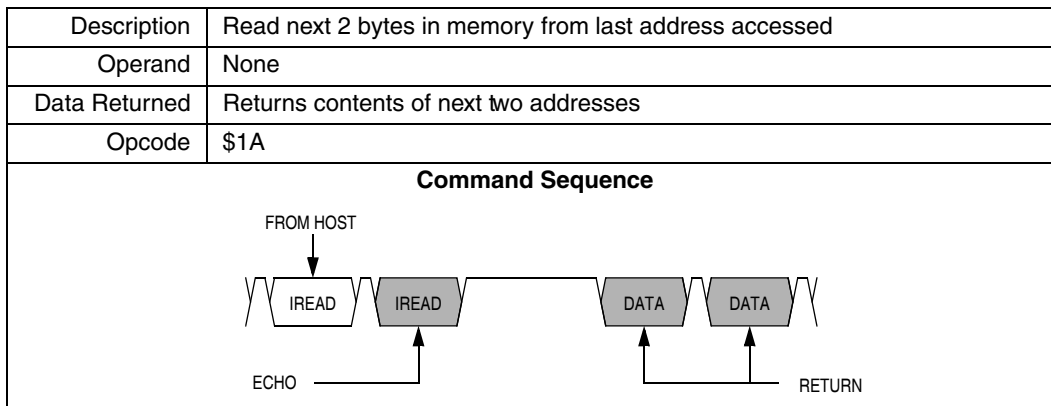 Description Read next 2 bytes in memory from last address accessed
Operand None
Data Returned Returns contents of next two addresses
Opcode $1A
Command Sequence
FROM HOST
IREAD IREAD DATA DATA
ECHO RETURN